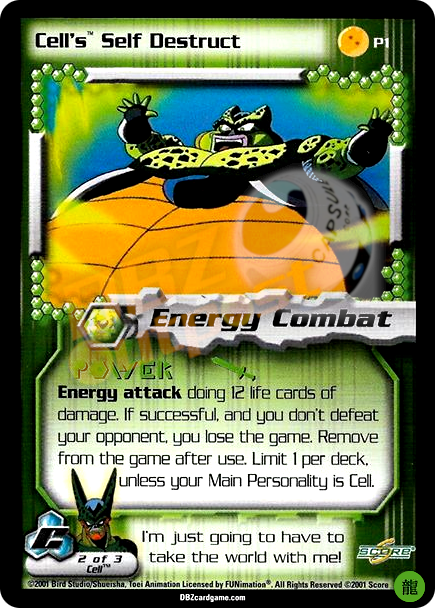 Cell's™ Self Destruct
P1
CAPSULE
Energy Combat
POWER
Energy attack doing 12 life cards of
damage. If successful, and you don't defeat
your opponent, you lose the game. Remove
from the game after use. Limit 1 per deck,
unless your Main Personality is Cell.
2 of 3
Cell™
I'm just going to have to
take the world with me!
SCORE
龍
©2001 Bird Studio/Shueisha, Toei Animation Licensed by FUNimation®. All Rights Reserved ©2001 Score
DBZcardgame.com